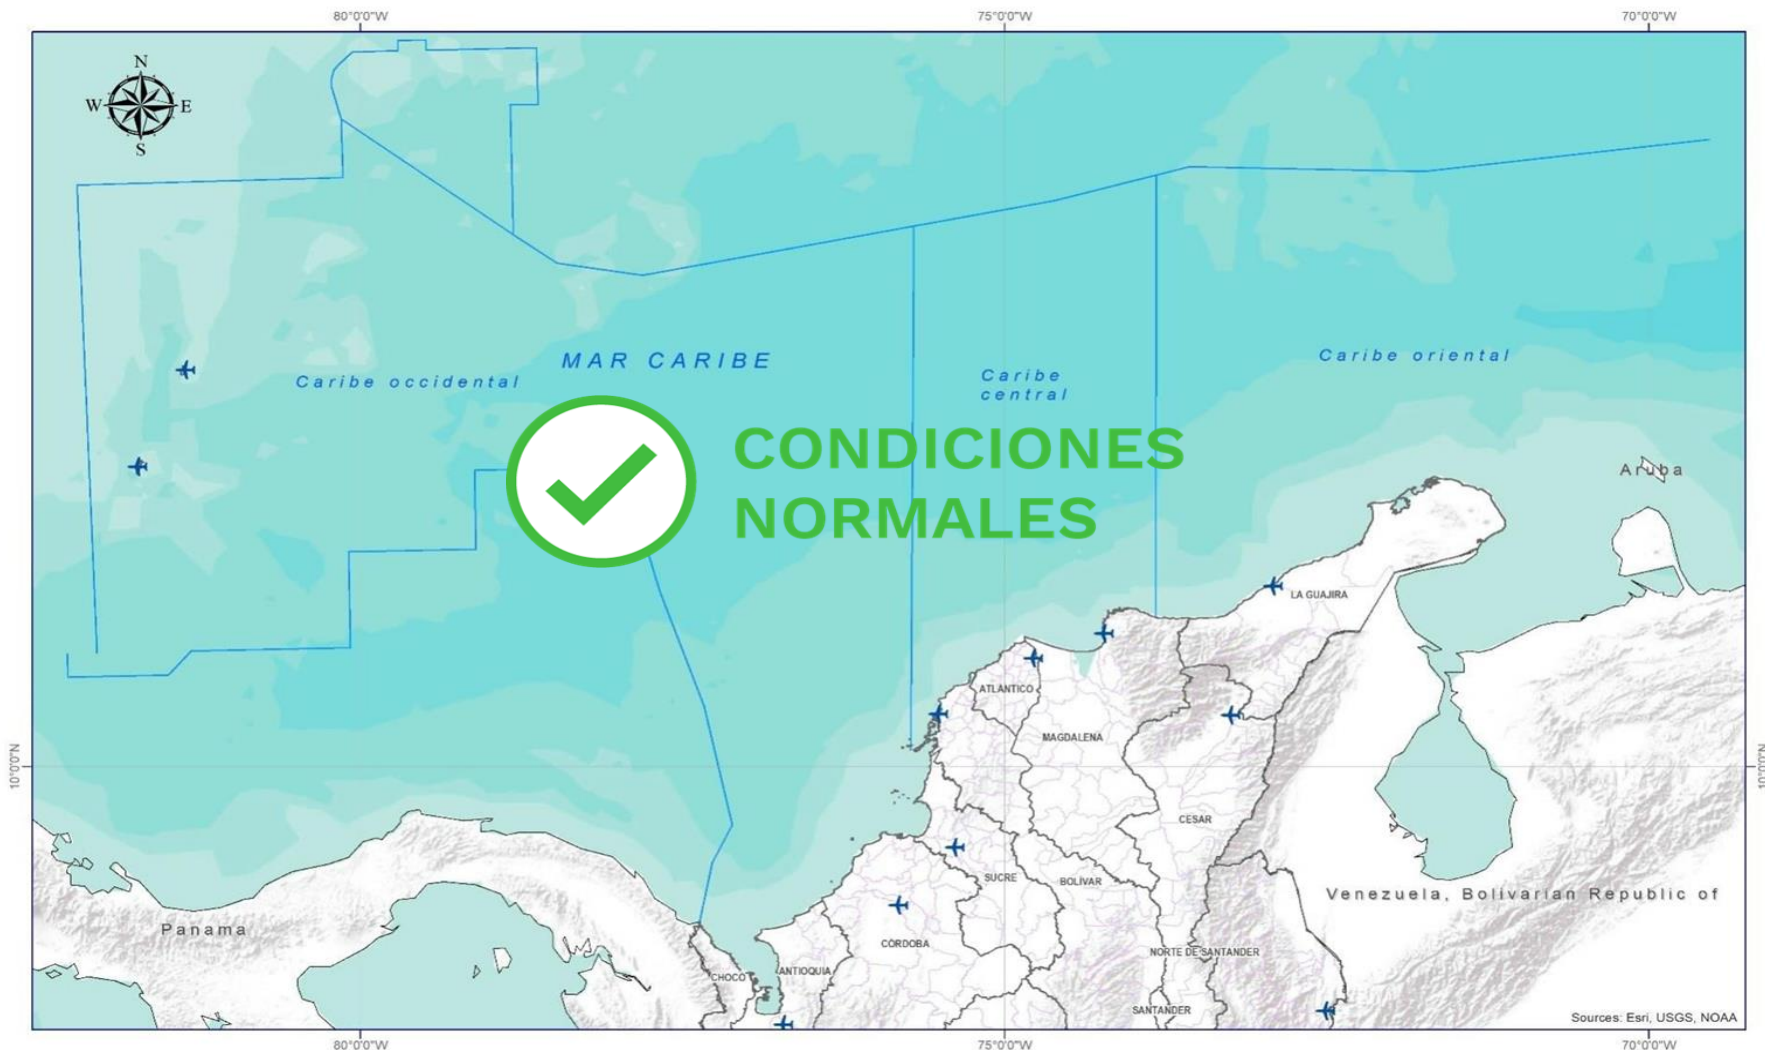 80°0'0"W
75°0'0"W
70°0'0"W
N
W
E
S
MAR CARIBE
Caribe occidental
Caribe
central
Caribe oriental
CONDICIONES
NORMALES
Aruba
LA GUAJIRA
ATLANTICO
MAGDALENA
10°0'0"N
10°0'0"N
CESAR
SUCRE
BOLÍVAR
Venezuela, Bolivarian Republic of
Panama
CÓRDOBA
NORTE DE SANTANDER
CHOCO
ANTIOQUIA
SANTANDER
Sources: Esri, USGS, NOAA
80°0'0"W
75°0'0"W
70°0'0"W